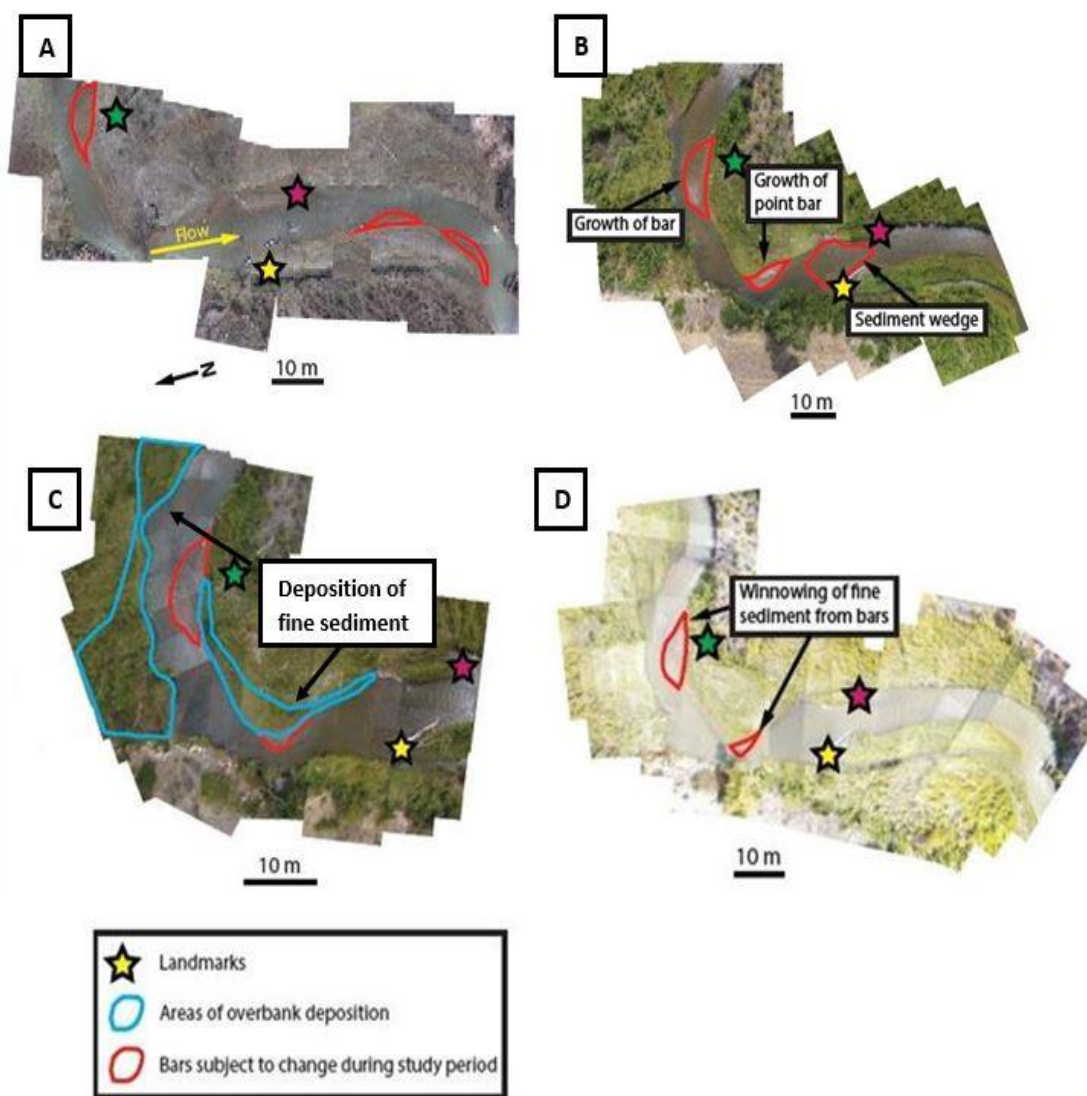 A
Flow
N
10 m
B
Growth of bar
Growth of
point bar
Sediment wedge
10 m
C
Deposition of
fine sediment
10 m
D
Winnowing of fine
sediment from bars
10 m
Landmarks
Areas of overbank deposition
Bars subject to change during study period